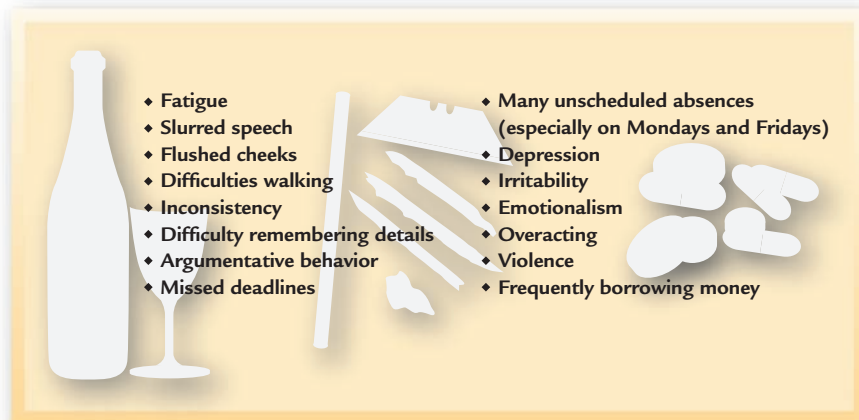 ◆ Fatigue
◆ Slurred speech
◆ Flushed cheeks
◆ Difficulties walking
◆ Inconsistency
◆ Difficulty remembering details
◆ Argumentative behavior
◆ Missed deadlines
◆ Many unscheduled absences
(especially on Mondays and Fridays)
◆ Depression
◆ Irritability
◆ Emotionalism
◆ Overacting
◆ Violence
◆ Frequently borrowing money